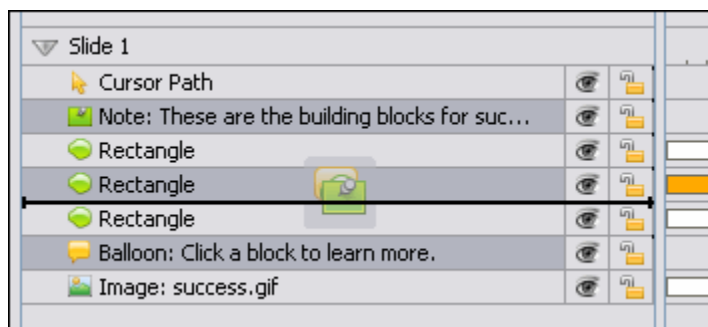 Slide 1
Cursor Path
Note: These are the building blocks for suc...
Rectangle
Rectangle
Rectangle
Balloon: Click a block to learn more.
Image: success.gif